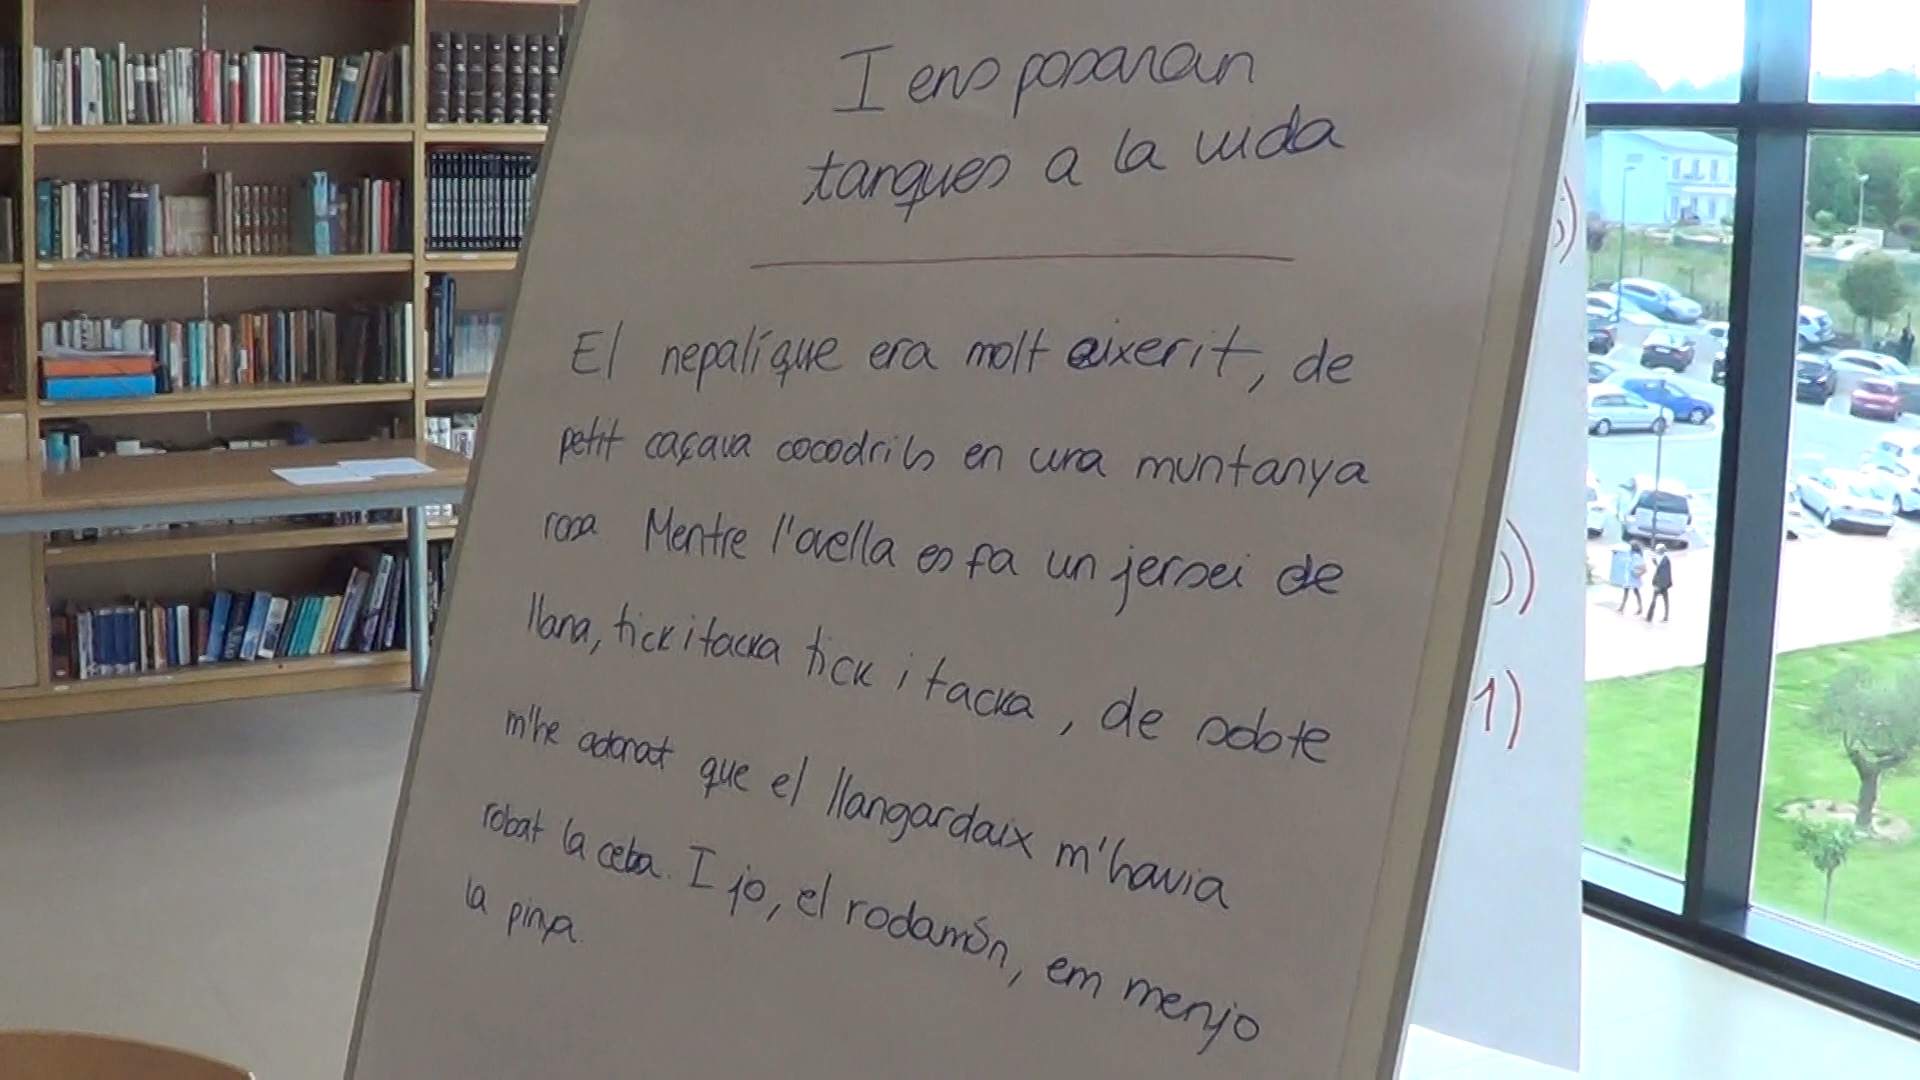 I ens posaran
tanques a la vida
El nepalí que era molt eixerit, de
petit caçava cocodrils en una muntanya
rosa Mentre l'ovella es fa un jersei de
llana, tick i tacka tick i tacka, de sobte
m'he adonat que el llangardaix m'havia
robat la ceba. I jo, el rodamón, em menjo
la pinya.
1)